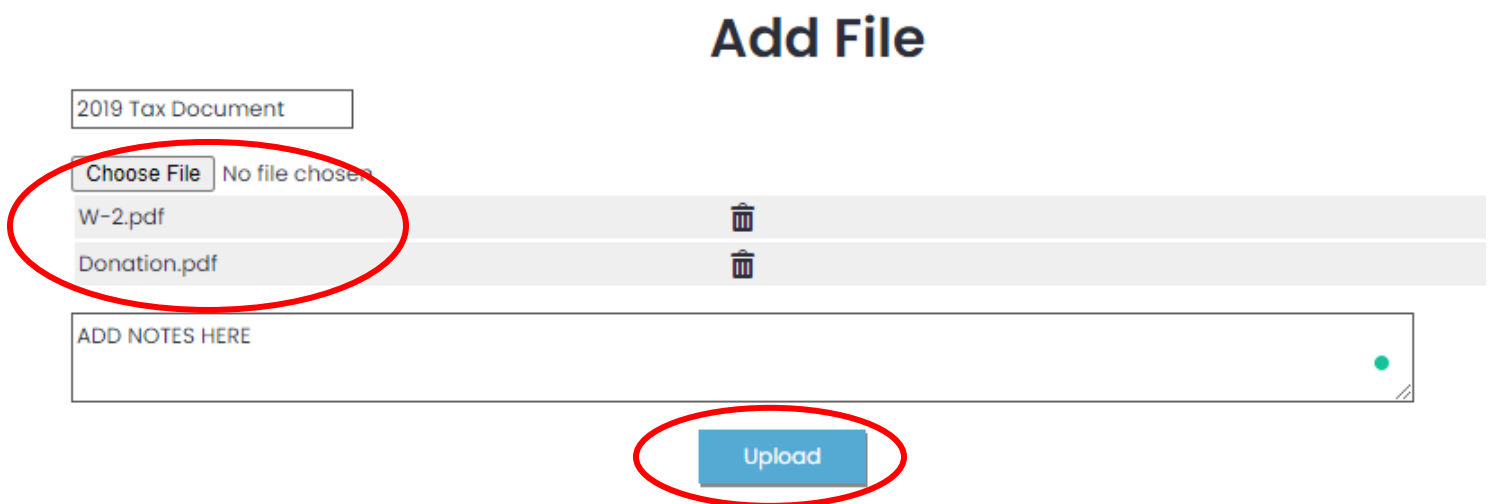 Add File
2019 Tax Document
Choose File No file chosen
W-2.pdf
Donation.pdf
ADD NOTES HERE
Upload